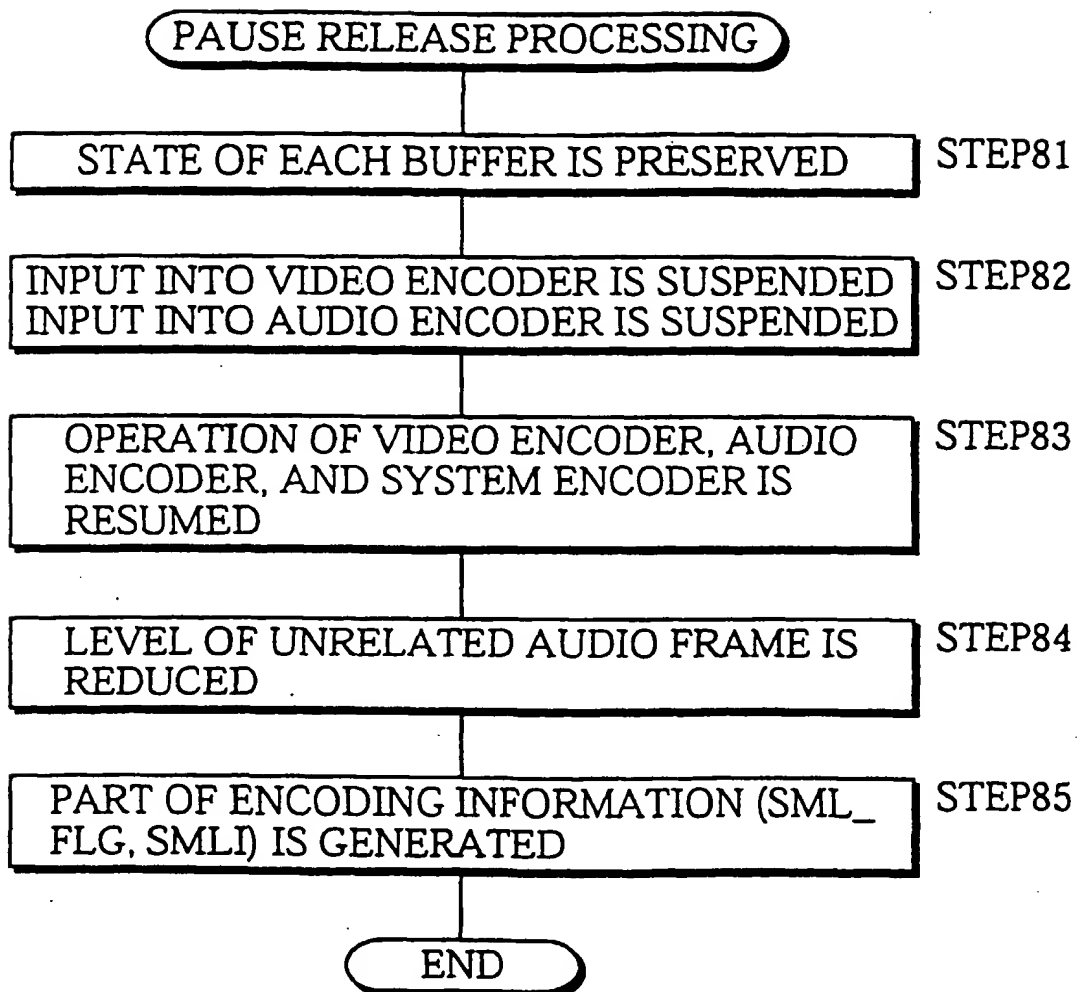 PAUSE RELEASE PROCESSING
STATE OF EACH BUFFER IS PRESERVED
STEP81
INPUT INTO VIDEO ENCODER IS SUSPENDED
INPUT INTO AUDIO ENCODER IS SUSPENDED
STEP82
OPERATION OF VIDEO ENCODER, AUDIO
ENCODER, AND SYSTEM ENCODER IS
RESUMED
STEP83
LEVEL OF UNRELATED AUDIO FRAME IS
REDUCED
STEP84
PART OF ENCODING INFORMATION (SML_
FLG, SMLI) IS GENERATED
STEP85
END